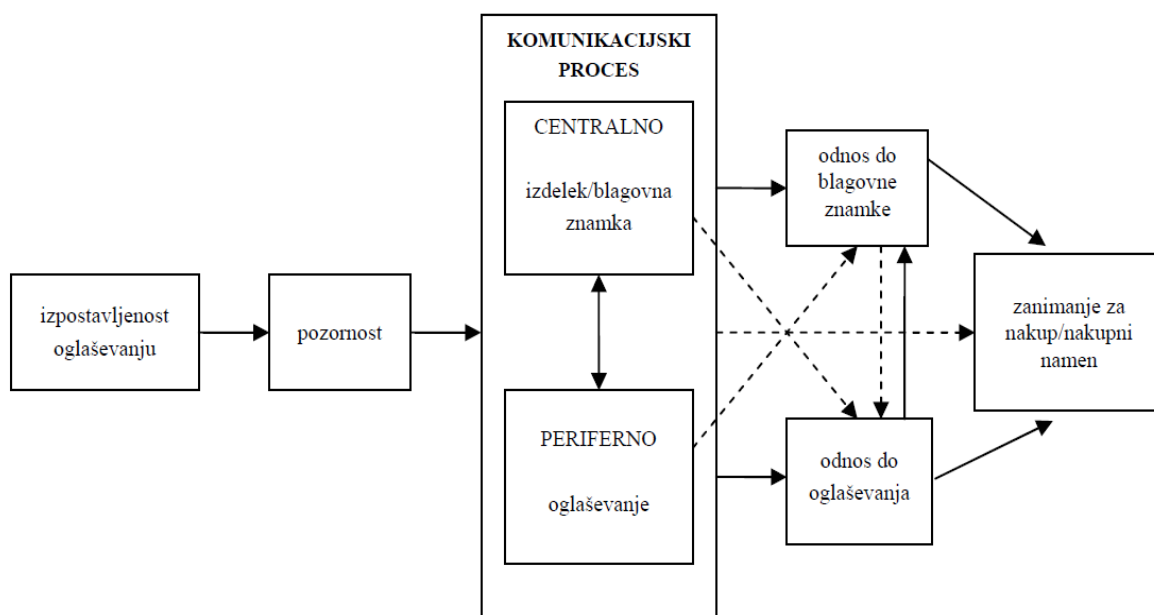 KOMUNIKACIJSKI
PROCES
CENTRALNO
izdelek/blagovna
znamka
odnos do
blagovne
znamke
izpostavljenost
oglaševanju
pozornost
zanimanje za
nakup/nakupni
namen
PERIFERNO
oglaševanje
odnos do
oglaševanja